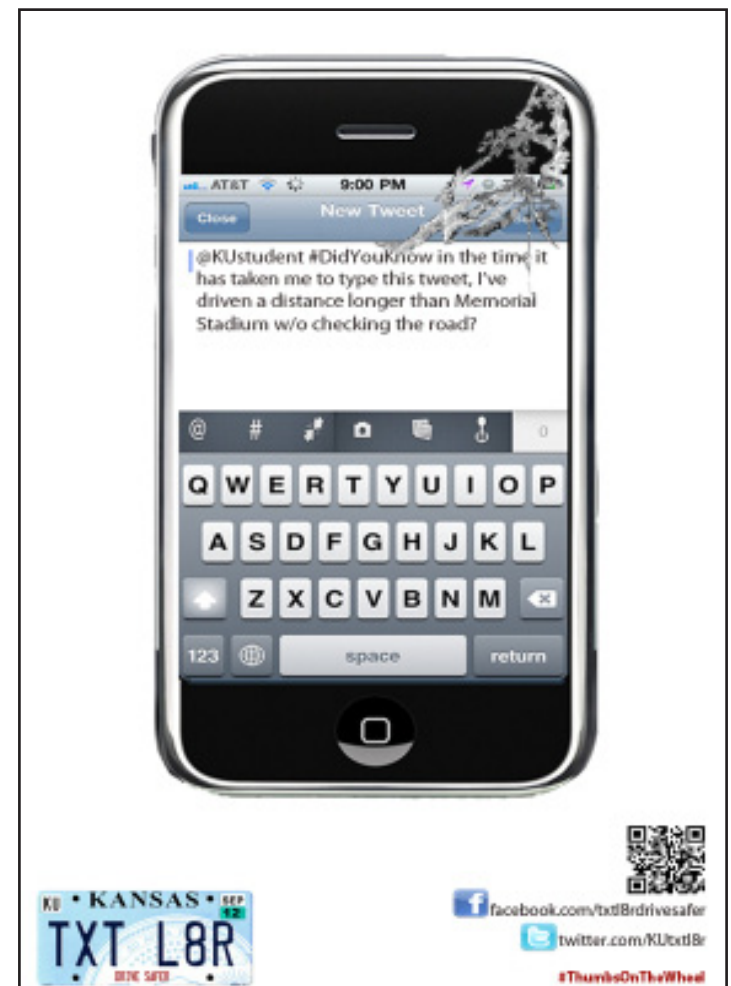 AT&T 9:00 PM
Close New Tweet
@KUstudent #DidYouKnow in the time it
has taken me to type this tweet, I've
driven a distance longer than Memorial
Stadium w/o checking the road?
@ # 0
Q W E R T Y U I O P
A S D F G H J K L
Z X C V B N M
123 space return
KU • KANSAS • SEP
12
TXT L8R
DRIVE SAFER
facebook.com/txtl8rdrivesafer
twitter.com/KUtxtl8r
#ThumbsOnTheWheel